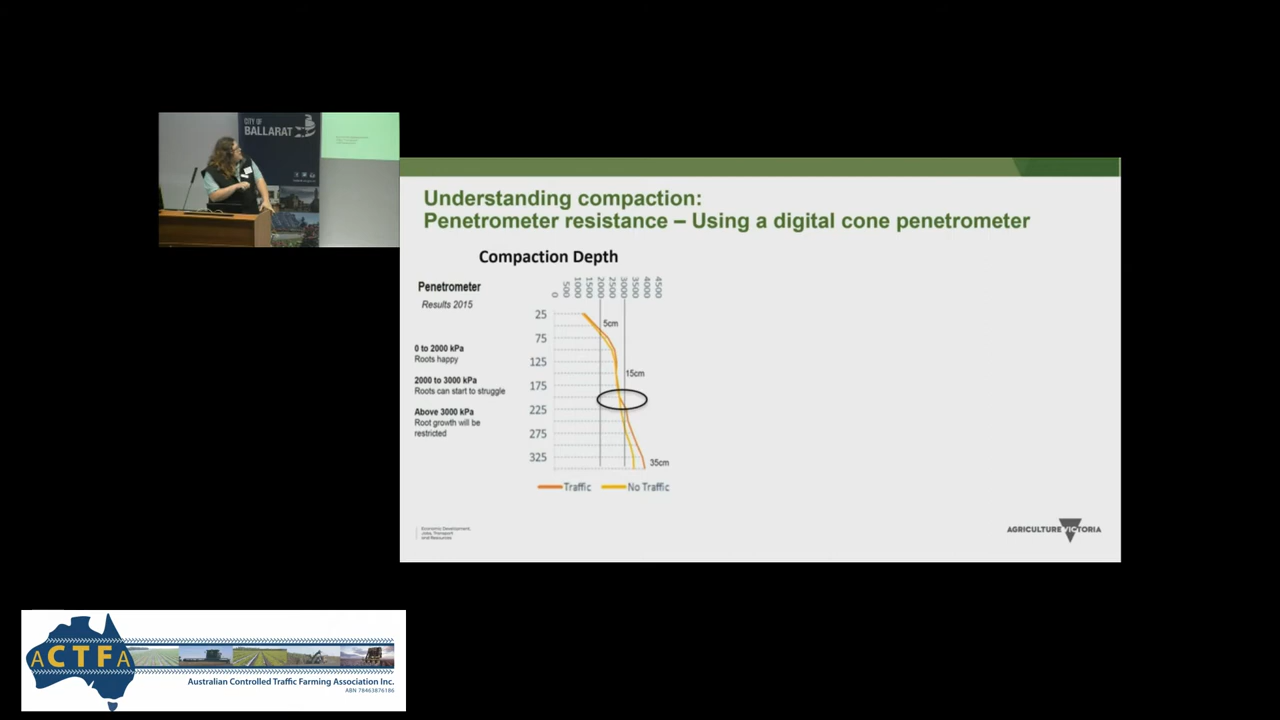 CITY OF
BALLARAT
Understanding compaction:
Penetrometer resistance – Using a digital cone penetrometer
Compaction Depth
Penetrometer
Results 2015
0 500 1000 1500 2000 2500 3000 3500 4000 4500
0 to 2000 kPa
Roots happy
2000 to 3000 kPa
Roots can start to struggle
Above 3000 kPa
Root growth will be
restricted
25
75
125
175
225
275
325
5cm
15cm
35cm
Traffic No Traffic
Economic Development,
Jobs, Transport
and Resources
AGRICULTURE VICTORIA
ACTFA
Australian Controlled Traffic Farming Association Inc.
ABN 78463876186